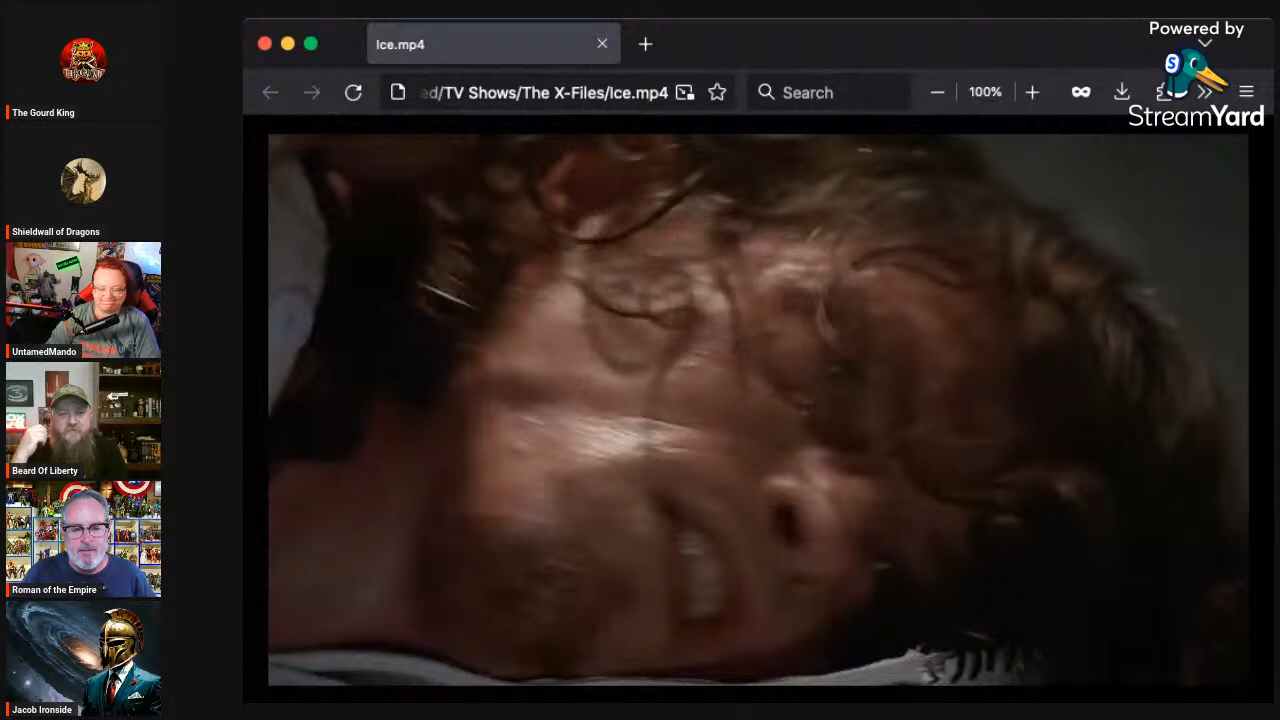 The Gourd King
Shieldwall of Dragons
UntamedMando
Beard Of Liberty
Roman of the Empire
Jacob Ironside
Ice.mp4
ed/TV Shows/The X-Files/Ice.mp4
Search
100%
Powered by
S
StreamYard